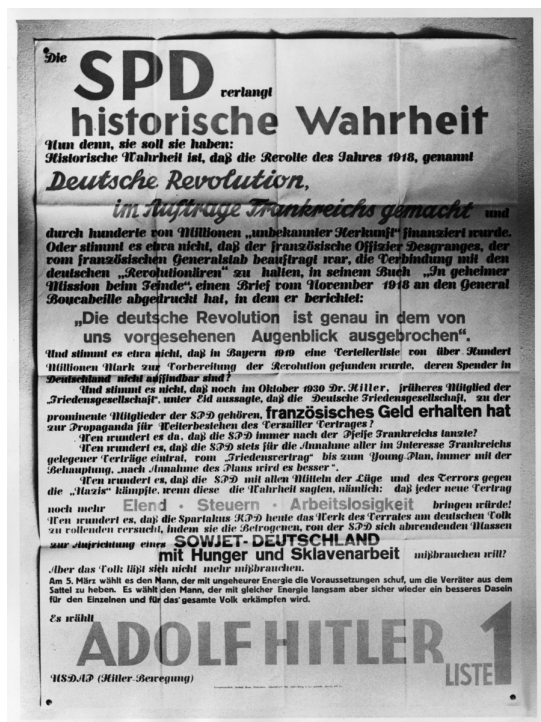 Die
SPD verlangt
historische Wahrheit
Nun denn, sie soll sie haben:
Historische Wahrheit ist, daß die Revolte des Jahres 1918, genannt
Deutsche Revolution,
im Auftrage Frankreichs gemacht und
durch hunderte von Millionen „unbekannter Herkunft“ finanziert wurde.
Oder stimmt es etwa nicht, daß der französische Offizier Desgranges, der
vom französischen Generalstab beauftragt war, die Verbindung mit den
deutschen „Revolutionären“ zu halten, in seinem Buch „In geheimer
Mission beim Feinde“, einen Brief vom November 1918 an den General
Boucabeille abgedruckt hat, in dem er berichtet:
„Die deutsche Revolution ist genau in dem von
uns vorgesehenen Augenblick ausgebrochen“.
Und stimmt es etwa nicht, daß in Bayern 1919 eine Verteilerliste von über Hundert
Millionen Mark zur Vorbereitung der Revolution gefunden wurde, deren Spender in
Deutschland nicht auffindbar sind?
Und stimmt es nicht, daß noch im Oktober 1930 Dr. Hiller, früheres Mitglied der
„Friedensgesellschaft“, unter Eid aussagte, daß die Deutsche Friedensgesellschaft, zu der
prominente Mitglieder der SPD gehören, französisches Geld erhalten hat
zur Propaganda für Weiterbestehen des Versailler Vertrages?
Wen wundert es da, daß die SPD immer nach der Pfeife Frankreichs tanzte?
Wen wundert es, daß die SPD stets für die Annahme aller im Interesse Frankreichs
gelegener Verträge eintrat, vom „Friedensvertrag“ bis zum Young-Plan, immer mit der
Behauptung, „nach Annahme des Plans wird es besser“.
Wen wundert es, daß die SPD mit allen Mitteln der Lüge und des Terrors gegen
die „Nazis“ kämpfte, wenn diese die Wahrheit sagten, nämlich: daß jeder neue Vertrag
noch mehr Elend · Steuern · Arbeitslosigkeit bringen würde!
Wen wundert es, daß die Spartakus KPD heute das Werk des Verrates am deutschen Volk
zu vollenden versucht, indem sie die Betrogenen, von der SPD sich abwendenden Massen
zur Aufrichtung eines SOWJET-DEUTSCHLAND
mit Hunger und Sklavenarbeit mißbrauchen will?
Aber das Volk läßt sich nicht mehr mißbrauchen.
Am 5. März wählt es den Mann, der mit ungeheurer Energie die Voraussetzungen schuf, um die Verräter aus dem
Sattel zu heben. Es wählt den Mann, der mit gleicher Energie langsam aber sicher wieder ein besseres Dasein
für den Einzelnen und für das gesamte Volk erkämpfen wird.
Es wählt
ADOLF HITLER LISTE 1
NSDAP (Hitler-Bewegung)